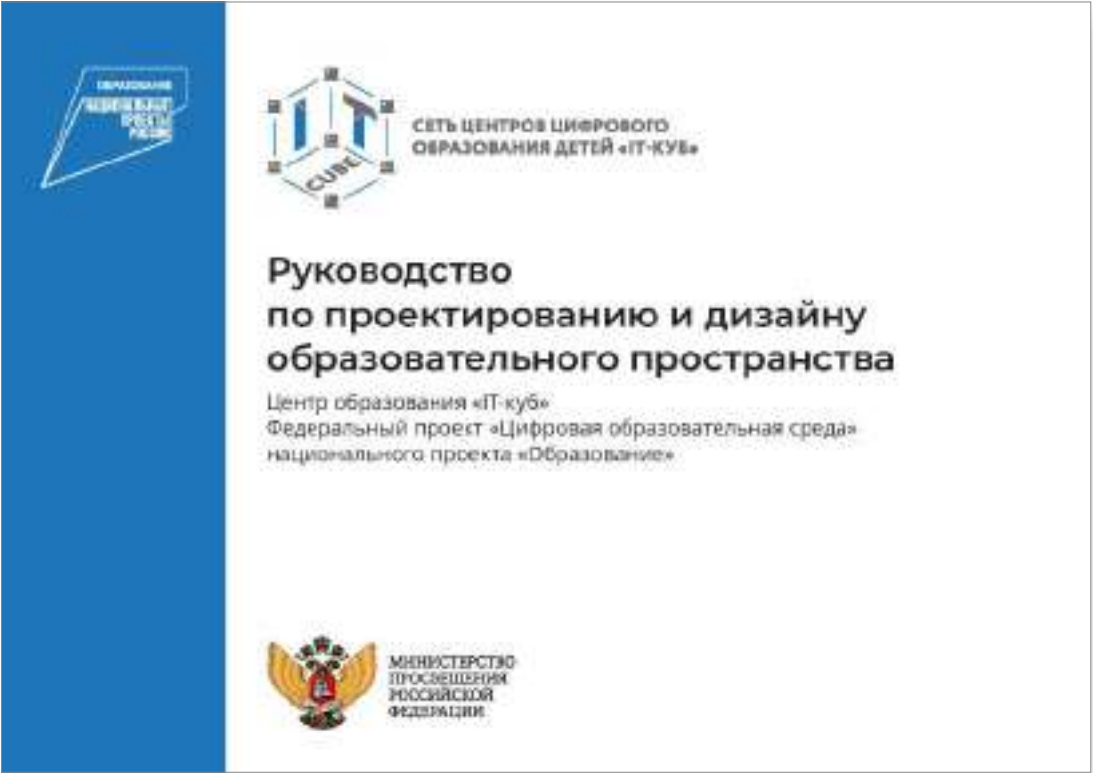 ОБРАЗОВАНИЕ
НАЦИОНАЛЬНЫЕ
ПРОЕКТЫ
РОССИИ
IT
CUBE
СЕТЬ ЦЕНТРОВ ЦИФРОВОГО
ОБРАЗОВАНИЯ ДЕТЕЙ «IT-КУБ»
Руководство
по проектированию и дизайну
образовательного пространства
Центр образования «IT-куб»
Федеральный проект «Цифровая образовательная среда»
национального проекта «Образование»
МИНИСТЕРСТВО
ПРОСВЕЩЕНИЯ
РОССИЙСКОЙ
ФЕДЕРАЦИИ